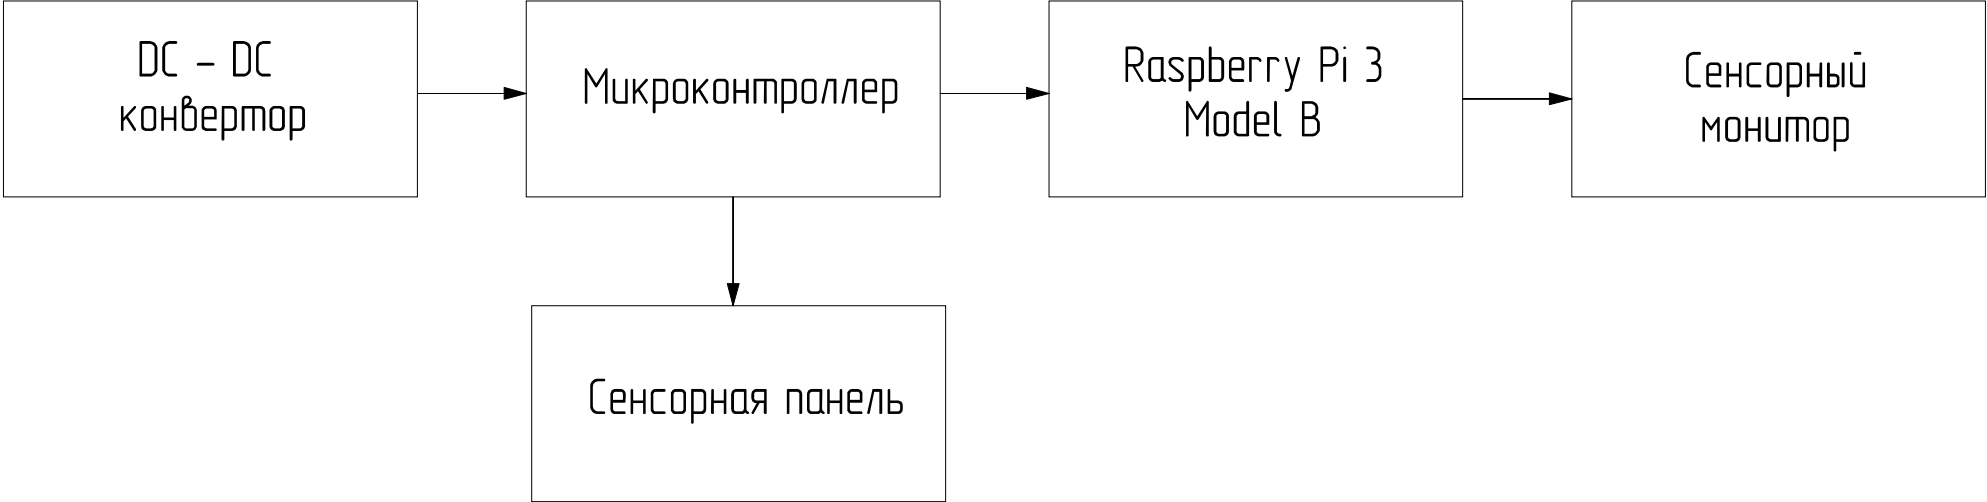 DC – DC
конвертор
Микроконтроллер
Raspberry Pi 3
Model B
Сенсорный
монитор
Сенсорная панель